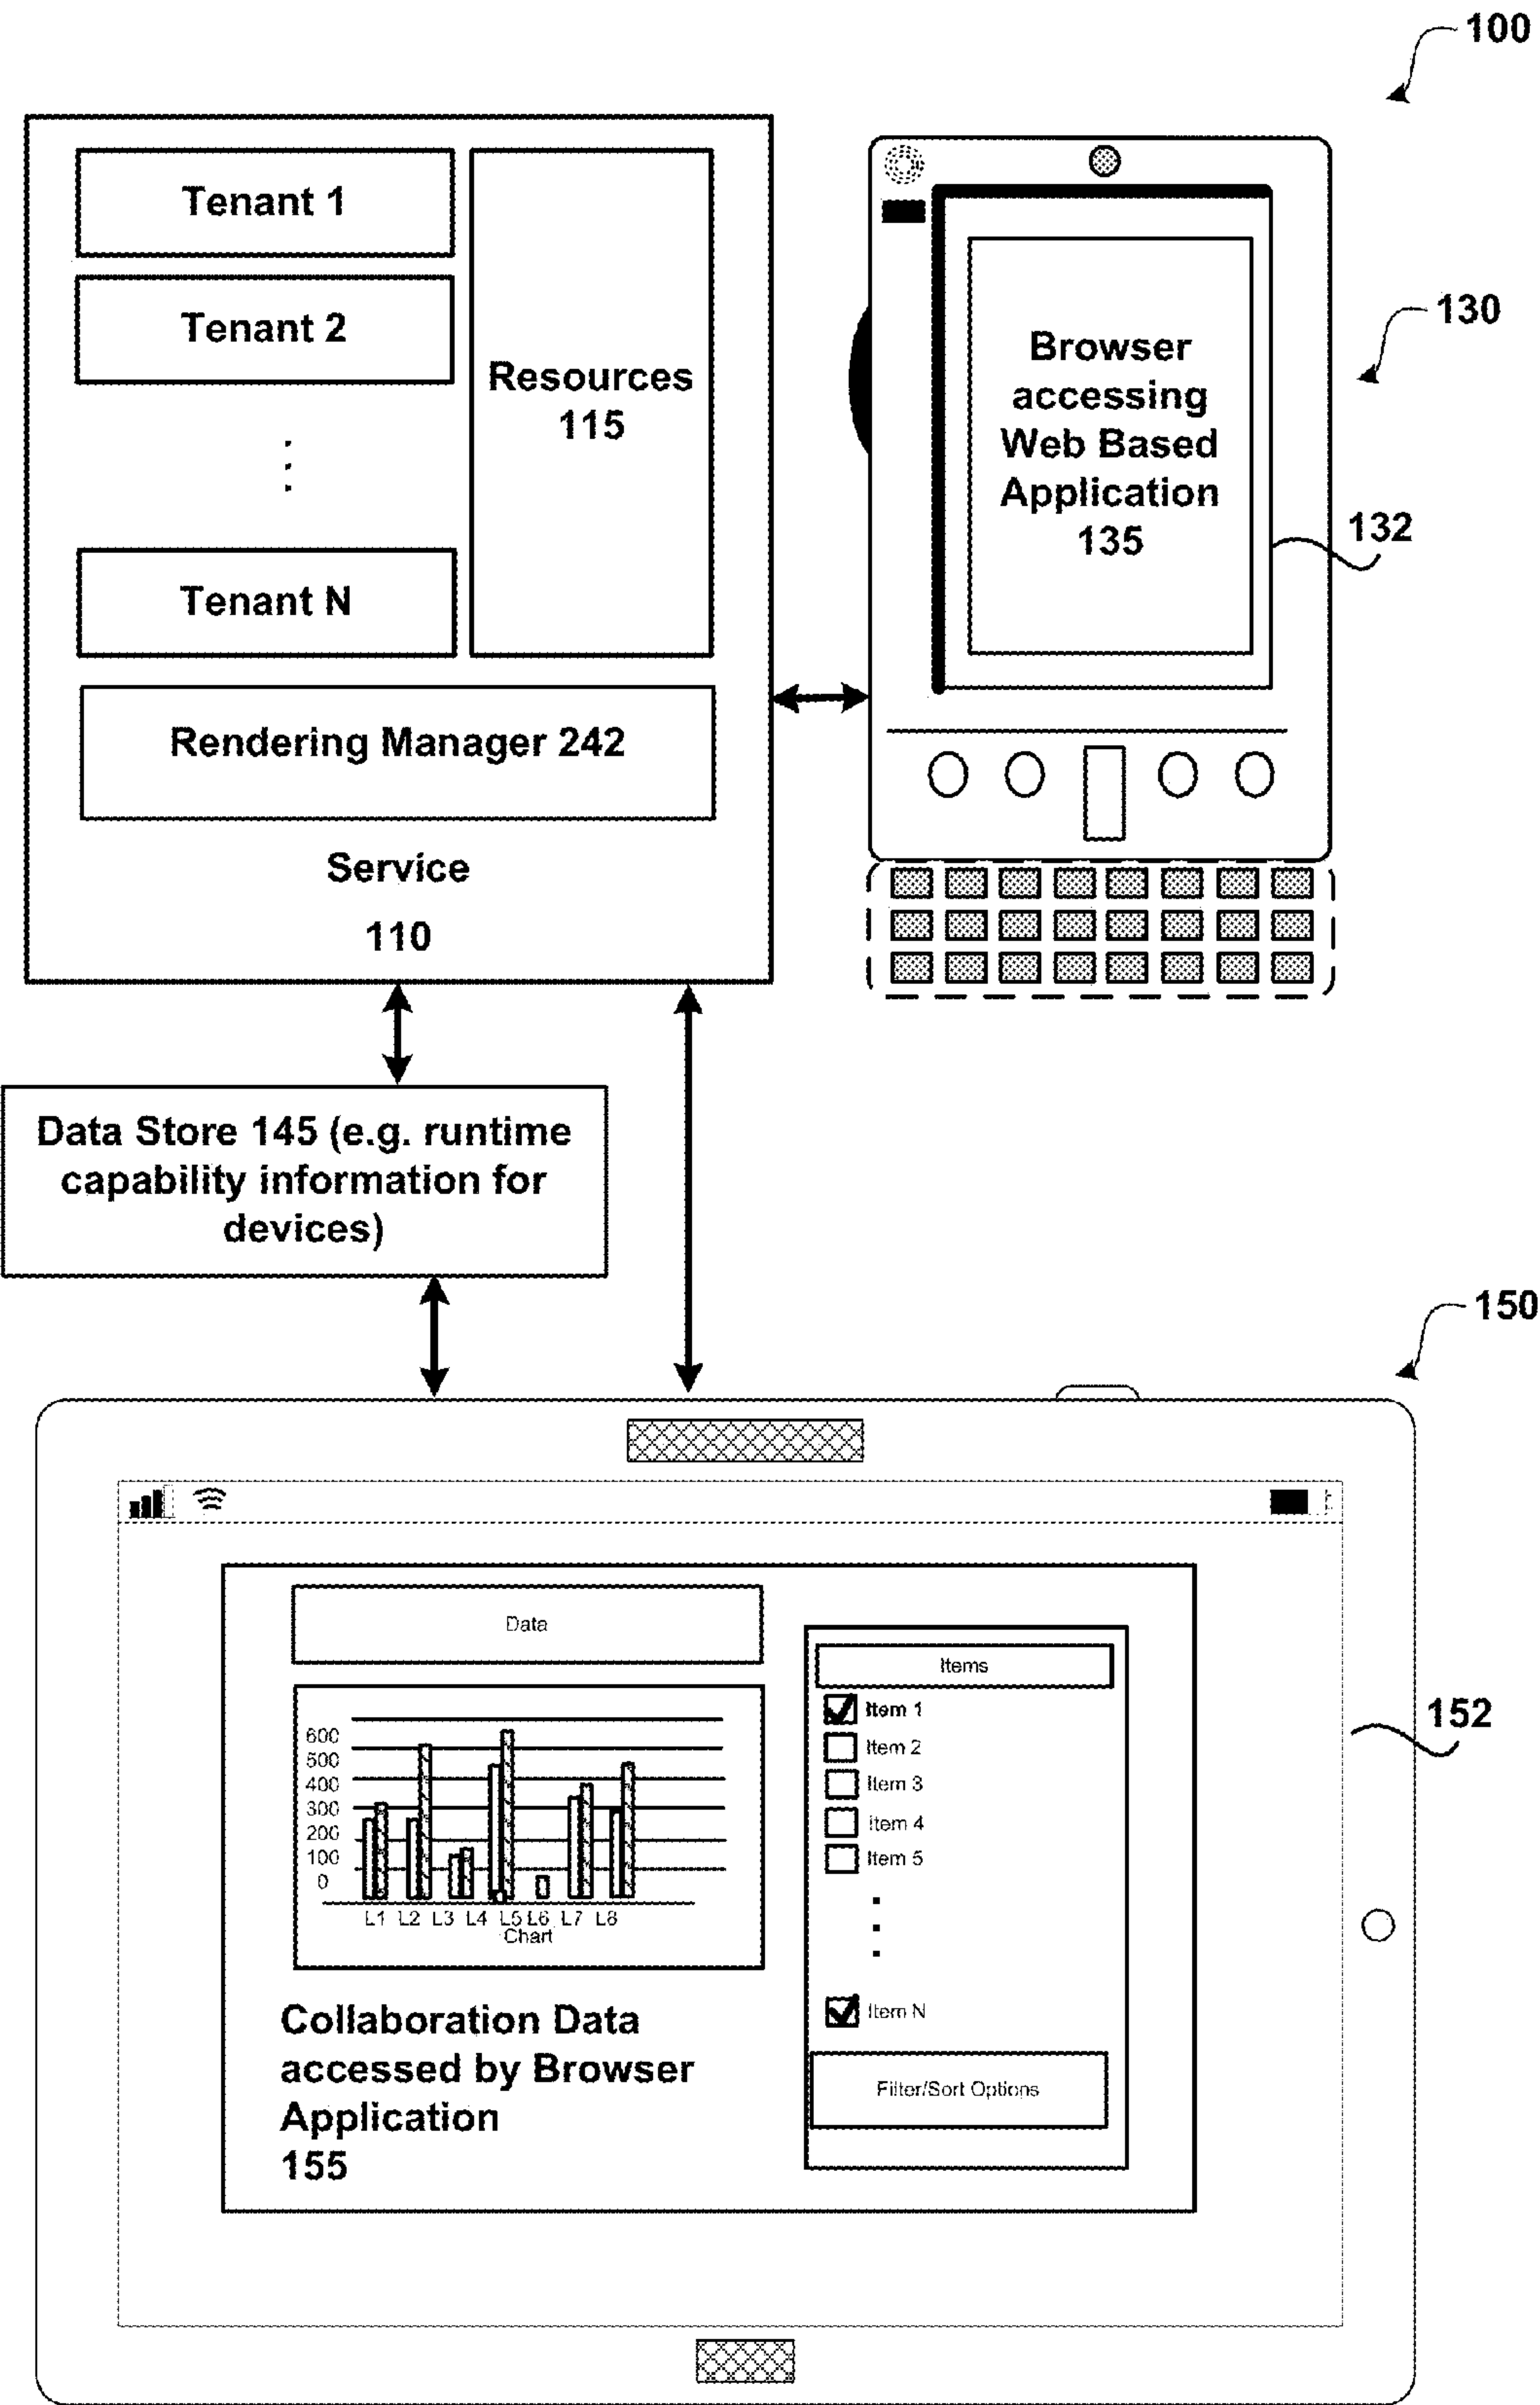 100
Tenant 1
Tenant 2
Tenant N
Resources
115
Rendering Manager 242
Service
110
130
Browser
accessing
Web Based
Application
135
132
Data Store 145 (e.g. runtime
capability information for
devices)
150
Data
600
500
400
300
200
100
0
L1 L2 L3 L4 L5 L6 L7 L8
Chart
Items
Item 1
Item 2
Item 3
Item 4
Item 5
Item N
Filter/Sort Options
152
Collaboration Data
accessed by Browser
Application
155